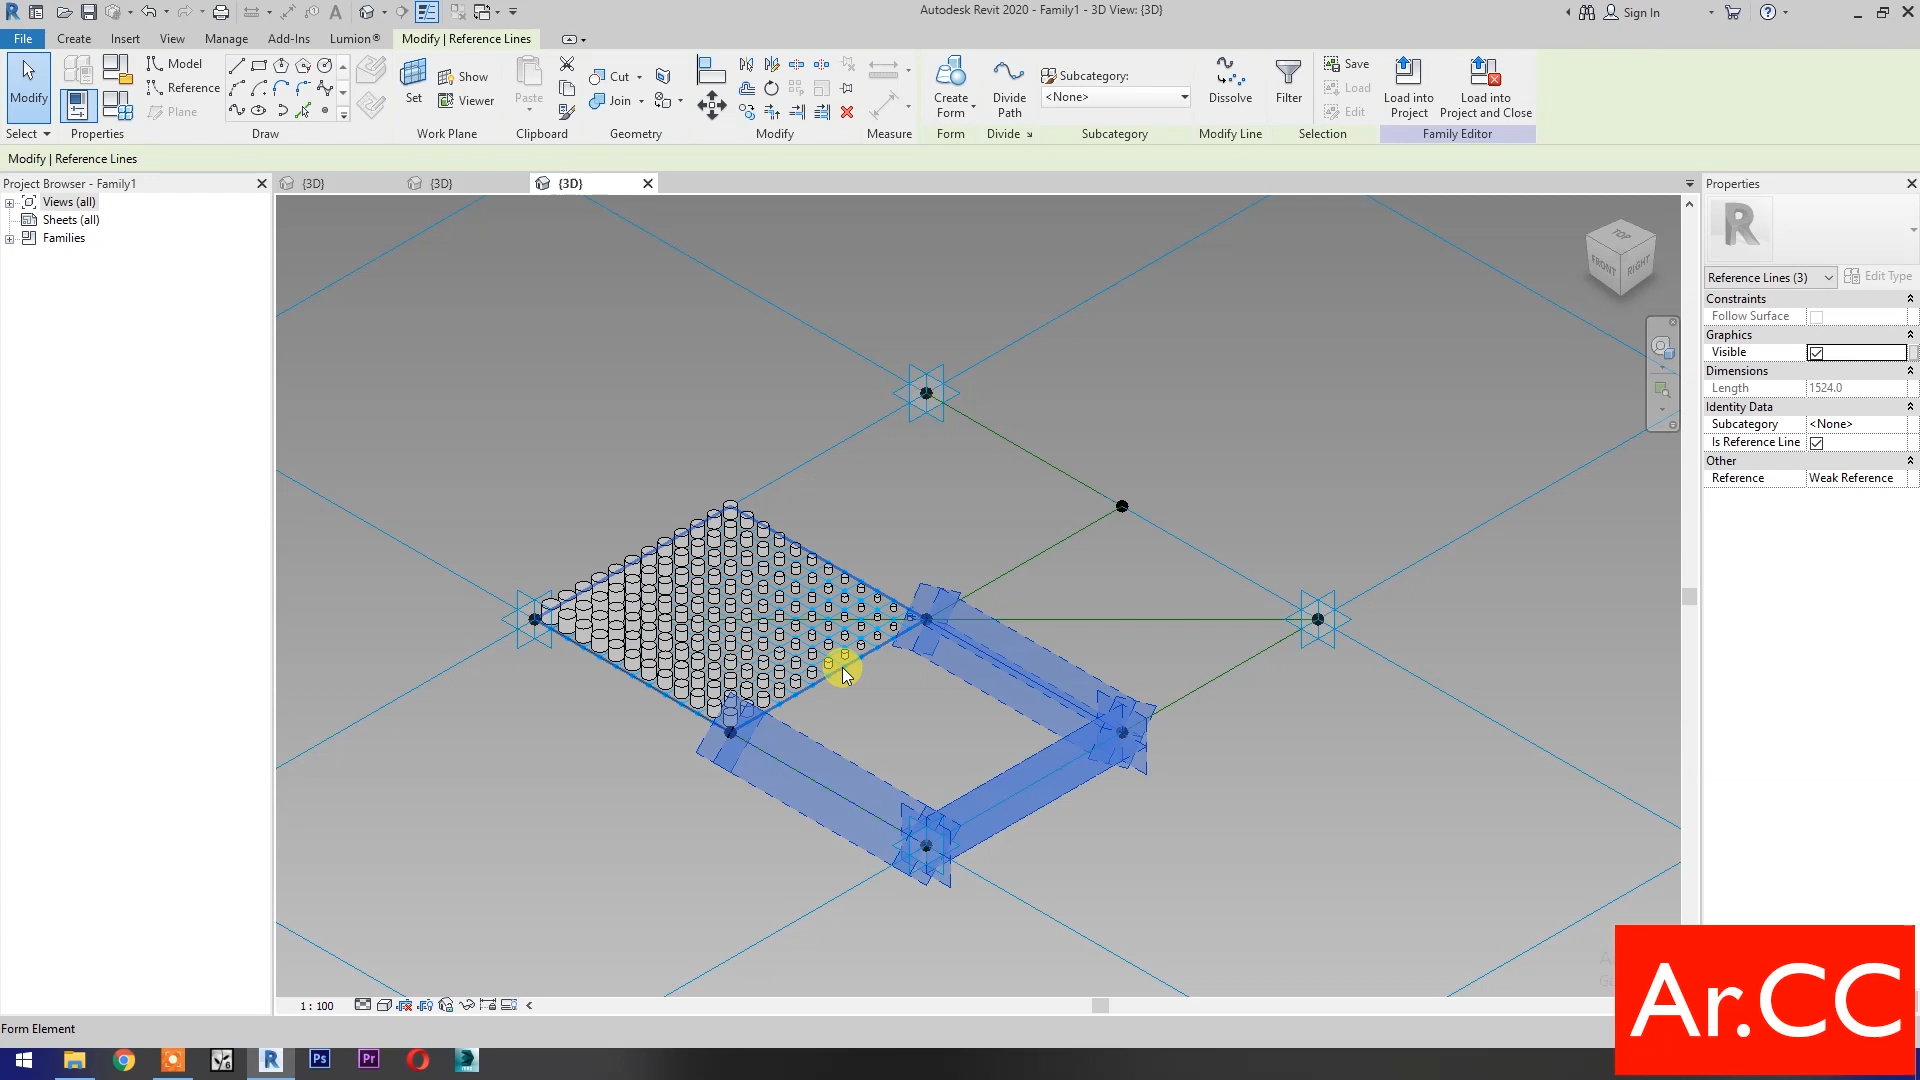 Autodesk Revit 2020 - Family1 - 3D View: {3D}
Sign In
File Create Insert View Manage Add-Ins Lumion® Modify | Reference Lines
Modify
Model
Reference
Plane
Set
Show
Viewer
Paste
Cut
Join
Create Form
Divide Path
Subcategory:
<None>
Dissolve
Filter
Save
Load
Edit
Load into Project
Load into Project and Close
Select Properties Draw Work Plane Clipboard Geometry Modify Measure Form Divide Subcategory Modify Line Selection Family Editor
Modify | Reference Lines
Project Browser - Family1
Views (all)
Sheets (all)
Families
{3D} {3D} {3D}
TOP
FRONT RIGHT
Properties
R
Reference Lines (3) Edit Type
Constraints
Follow Surface
Graphics
Visible
Dimensions
Length 1524.0
Identity Data
Subcategory <None>
Is Reference Line
Other
Reference Weak Reference
1 : 100
Form Element
Ar.CC
R Ps Pr